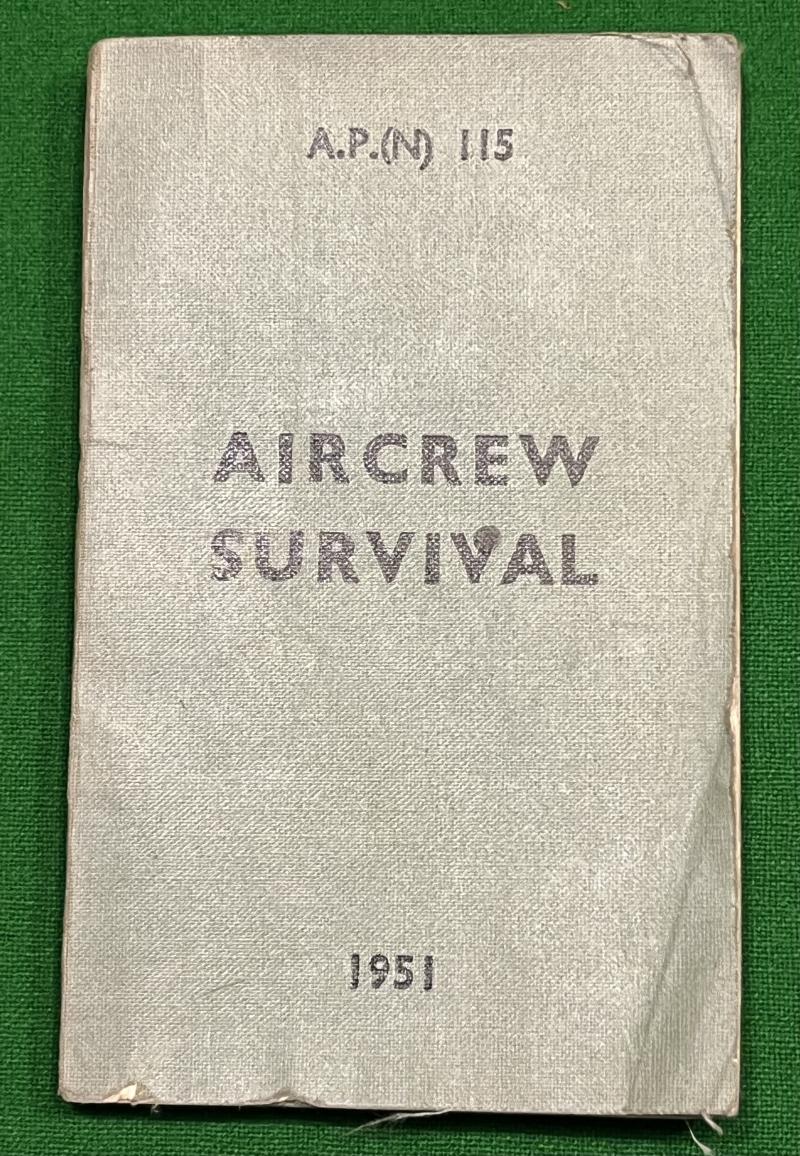 A.P.(N) 115
AIRCREW
SURVIVAL
1951